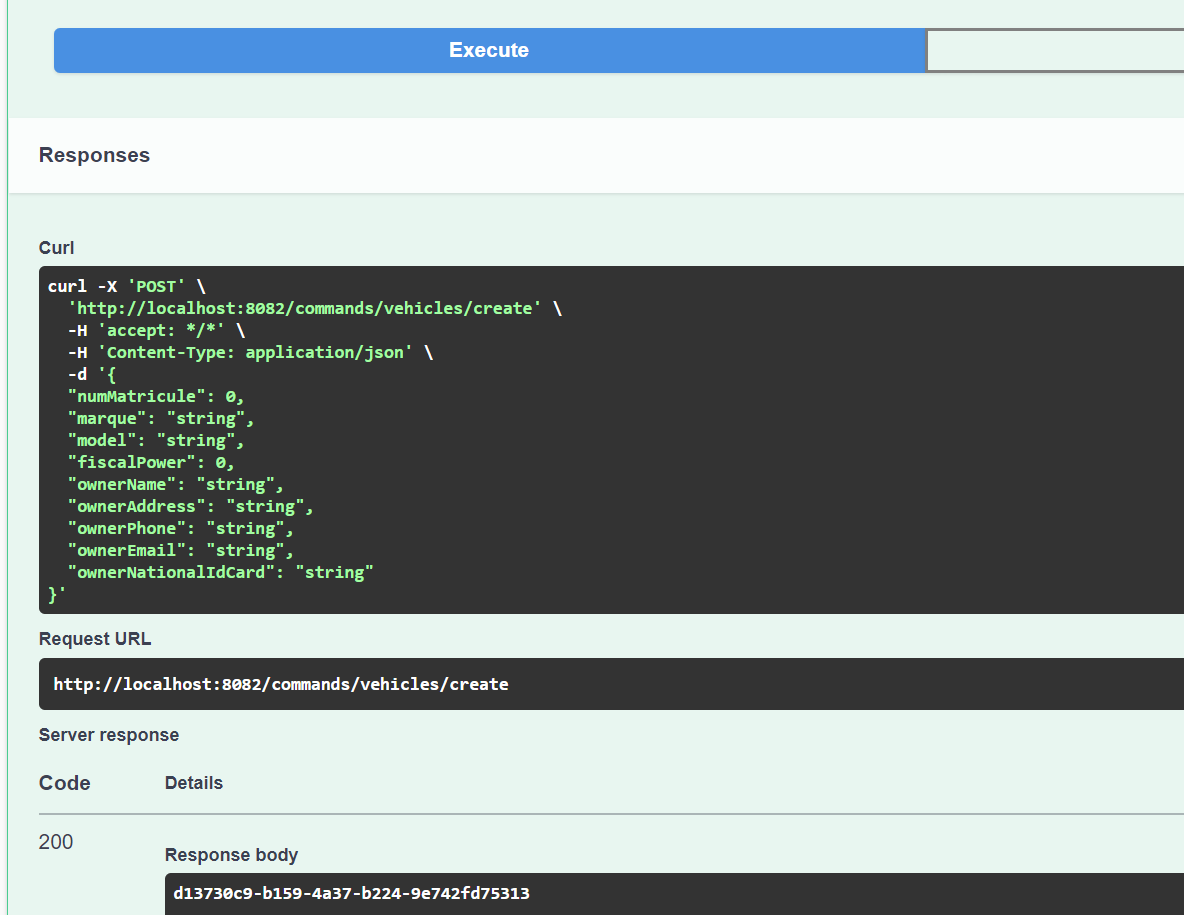 Execute
Responses
Curl
curl -X 'POST' \
  'http://localhost:8082/commands/vehicles/create' \
  -H 'accept: */*' \
  -H 'Content-Type: application/json' \
  -d '{
  "numMatricule": 0,
  "marque": "string",
  "model": "string",
  "fiscalPower": 0,
  "ownerName": "string",
  "ownerAddress": "string",
  "ownerPhone": "string",
  "ownerEmail": "string",
  "ownerNationalIdCard": "string"
}'
Request URL
http://localhost:8082/commands/vehicles/create
Server response
Code Details
200
Response body
d13730c9-b159-4a37-b224-9e742fd75313